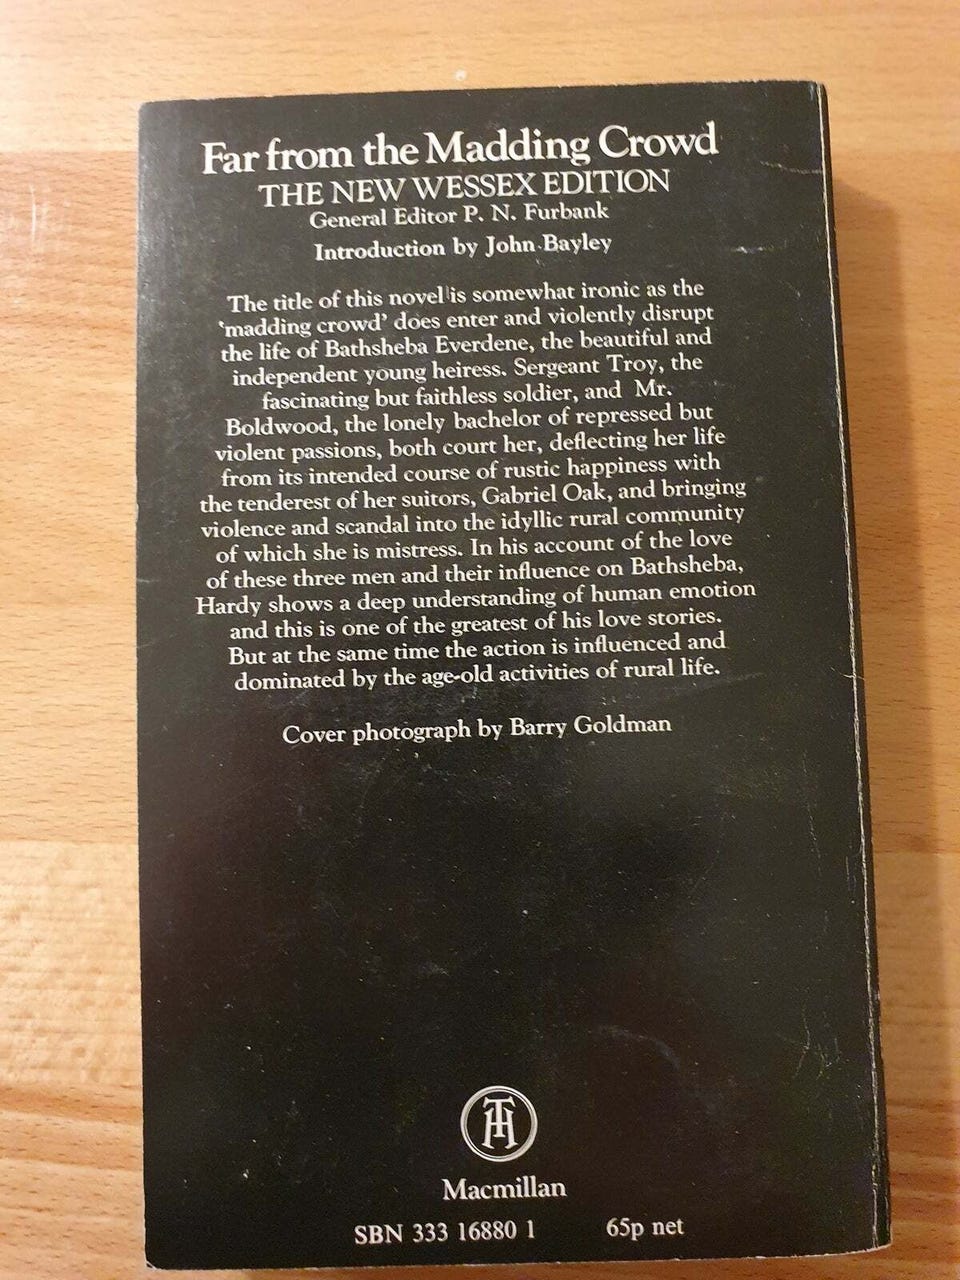 Far from the Madding Crowd
THE NEW WESSEX EDITION
General Editor P. N. Furbank
Introduction by John Bayley
The title of this novel is somewhat ironic as the
‘madding crowd’ does enter and violently disrupt
the life of Bathsheba Everdene, the beautiful and
independent young heiress. Sergeant Troy, the
fascinating but faithless soldier, and Mr.
Boldwood, the lonely bachelor of repressed but
violent passions, both court her, deflecting her life
from its intended course of rustic happiness with
the tenderest of her suitors, Gabriel Oak, and bringing
violence and scandal into the idyllic rural community
of which she is mistress. In his account of the love
of these three men and their influence on Bathsheba,
Hardy shows a deep understanding of human emotion
and this is one of the greatest of his love stories.
But at the same time the action is influenced and
dominated by the age-old activities of rural life.
Cover photograph by Barry Goldman
TH
Macmillan
SBN 333 16880 1 65p net